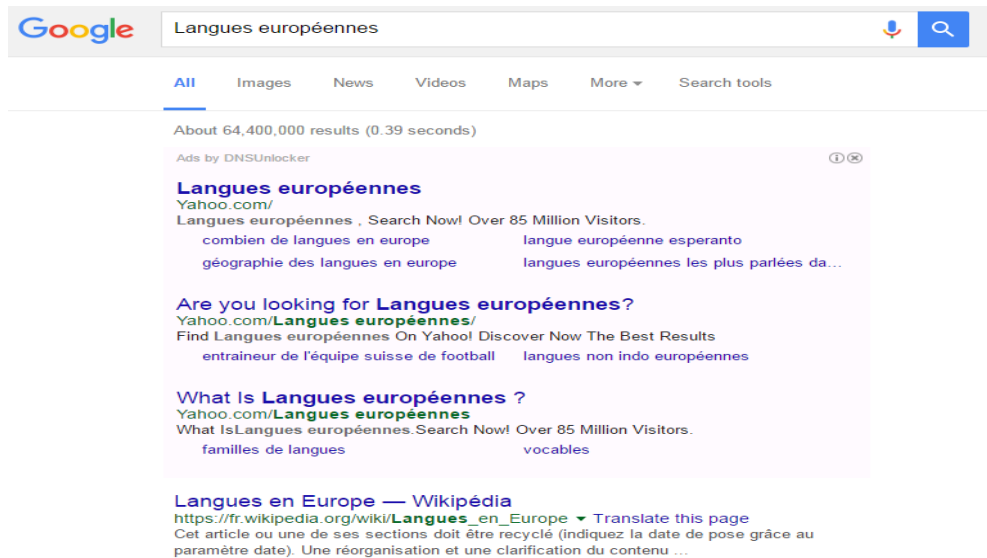 Google Langues européennes
All Images News Videos Maps More Search tools
About 64,400,000 results (0.39 seconds)
Ads by DNSUnlocker
Langues européennes
Yahoo.com/
Langues européennes , Search Now! Over 85 Million Visitors.
combien de langues en europe langue européenne esperanto
géographie des langues en europe langues européennes les plus parlées da...
Are you looking for Langues européennes?
Yahoo.com/Langues européennes/
Find Langues européennes On Yahoo! Discover Now The Best Results
entraineur de l'équipe suisse de football langues non indo européennes
What Is Langues européennes ?
Yahoo.com/Langues européennes
What IsLangues européennes.Search Now! Over 85 Million Visitors.
familles de langues vocables
Langues en Europe — Wikipédia
https://fr.wikipedia.org/wiki/Langues_en_Europe Translate this page
Cet article ou une de ses sections doit être recyclé (indiquez la date de pose grâce au
paramètre date). Une réorganisation et une clarification du contenu ...